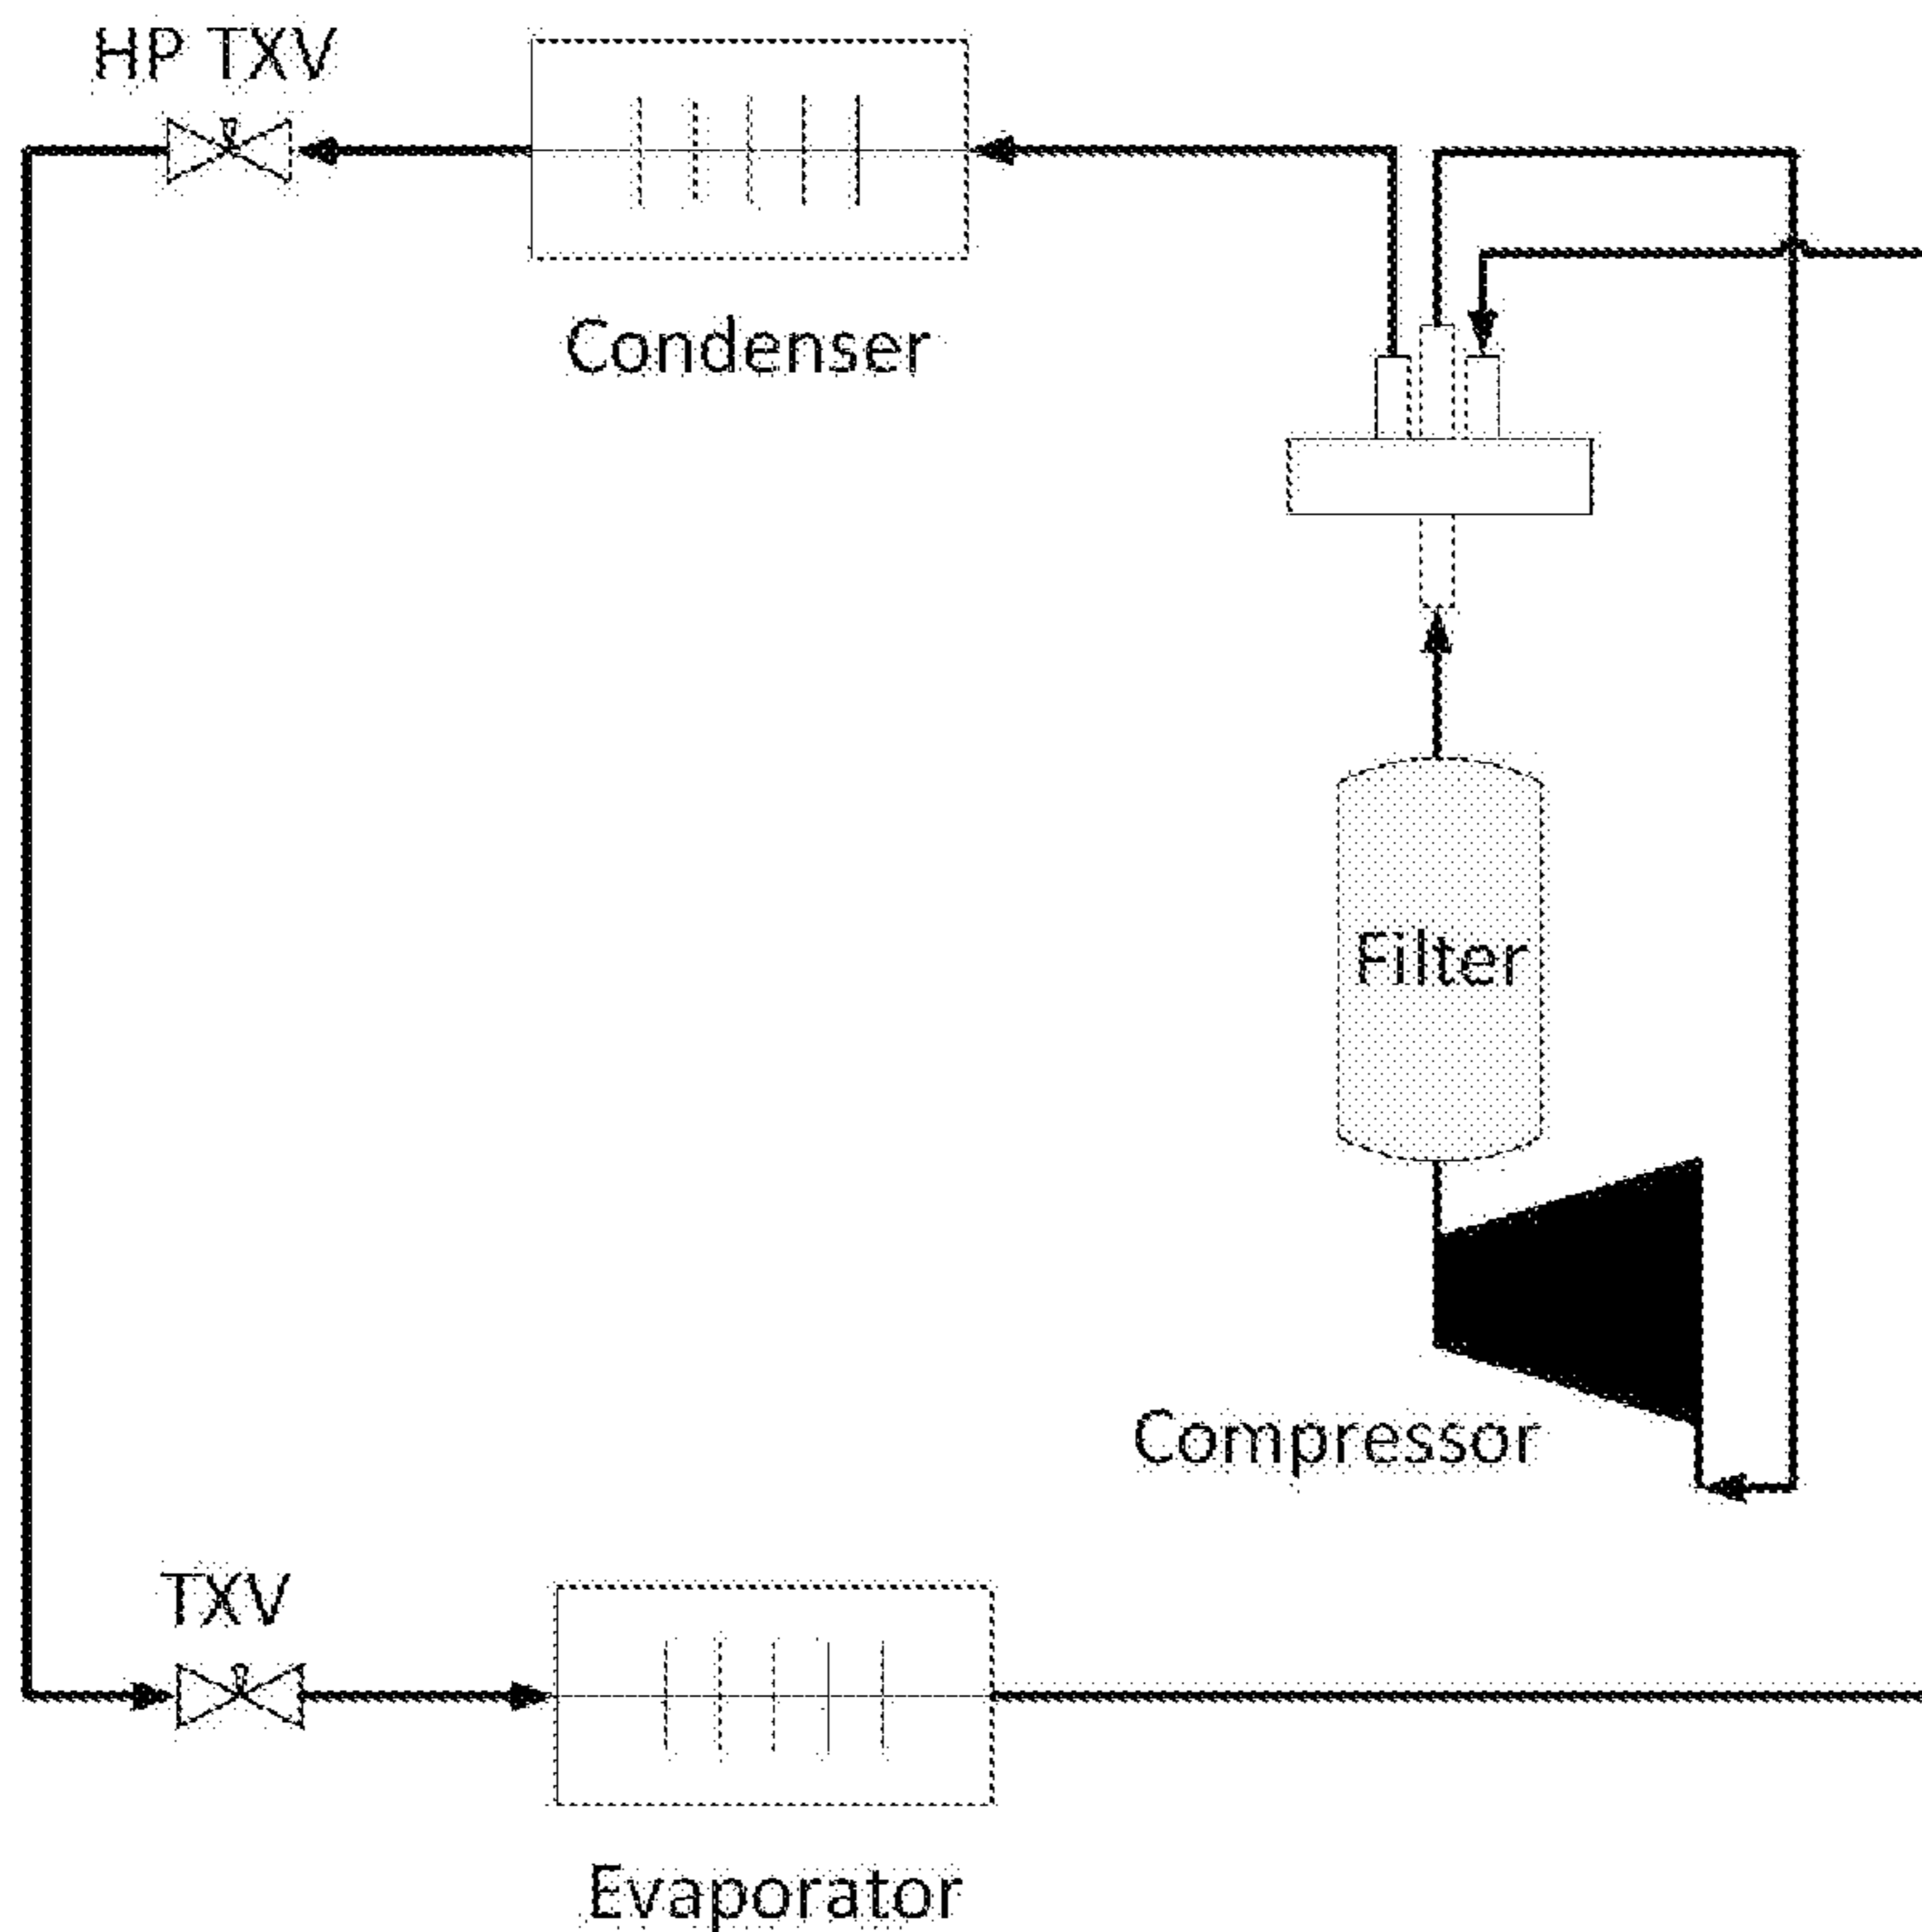 HP TXV
Condenser
Filter
Compressor
TXV
Evaporator